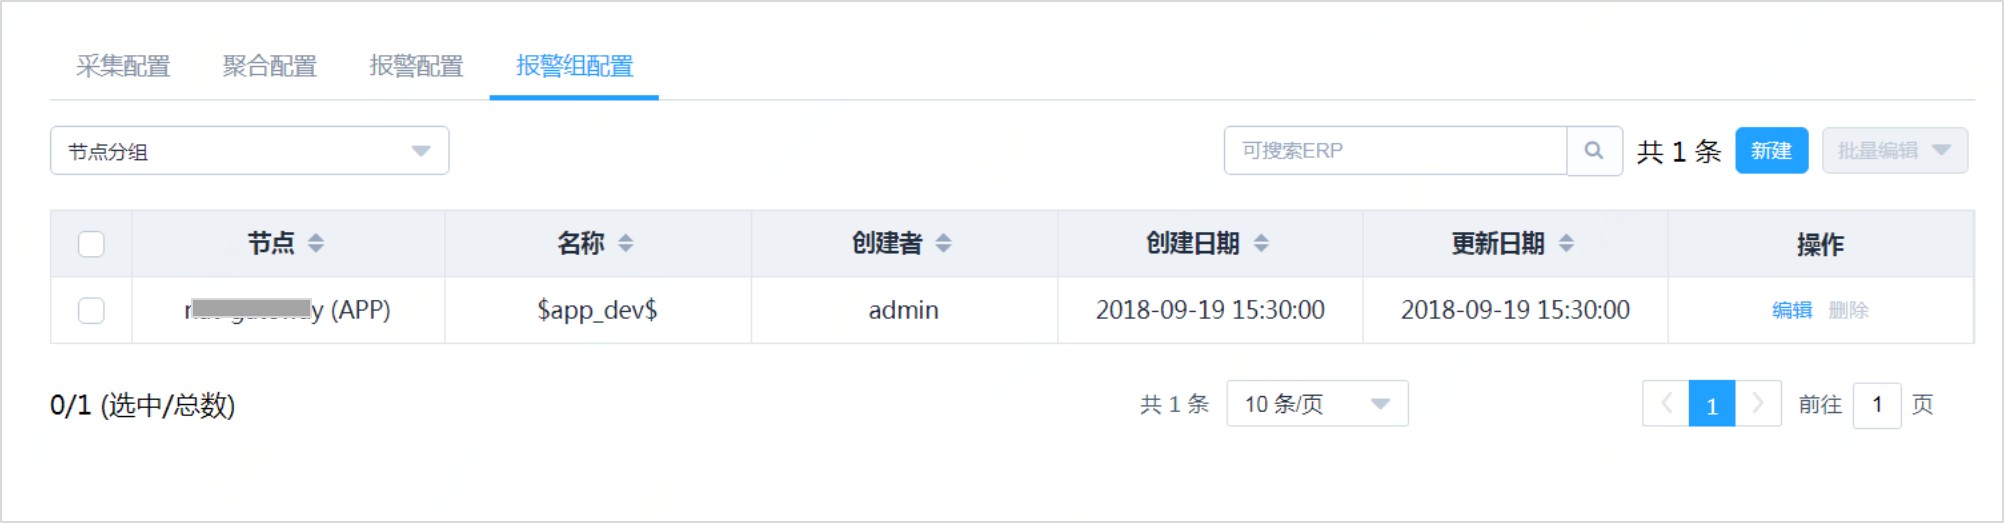 采集配置 聚合配置 报警配置 报警组配置
节点分组 可搜索ERP 共 1 条 新建 批量编辑
节点 名称 创建者 创建日期 更新日期 操作
(APP) $app_dev$ admin 2018-09-19 15:30:00 2018-09-19 15:30:00 编辑 删除
0/1 (选中/总数) 共 1 条 10 条/页 1 前往 1 页